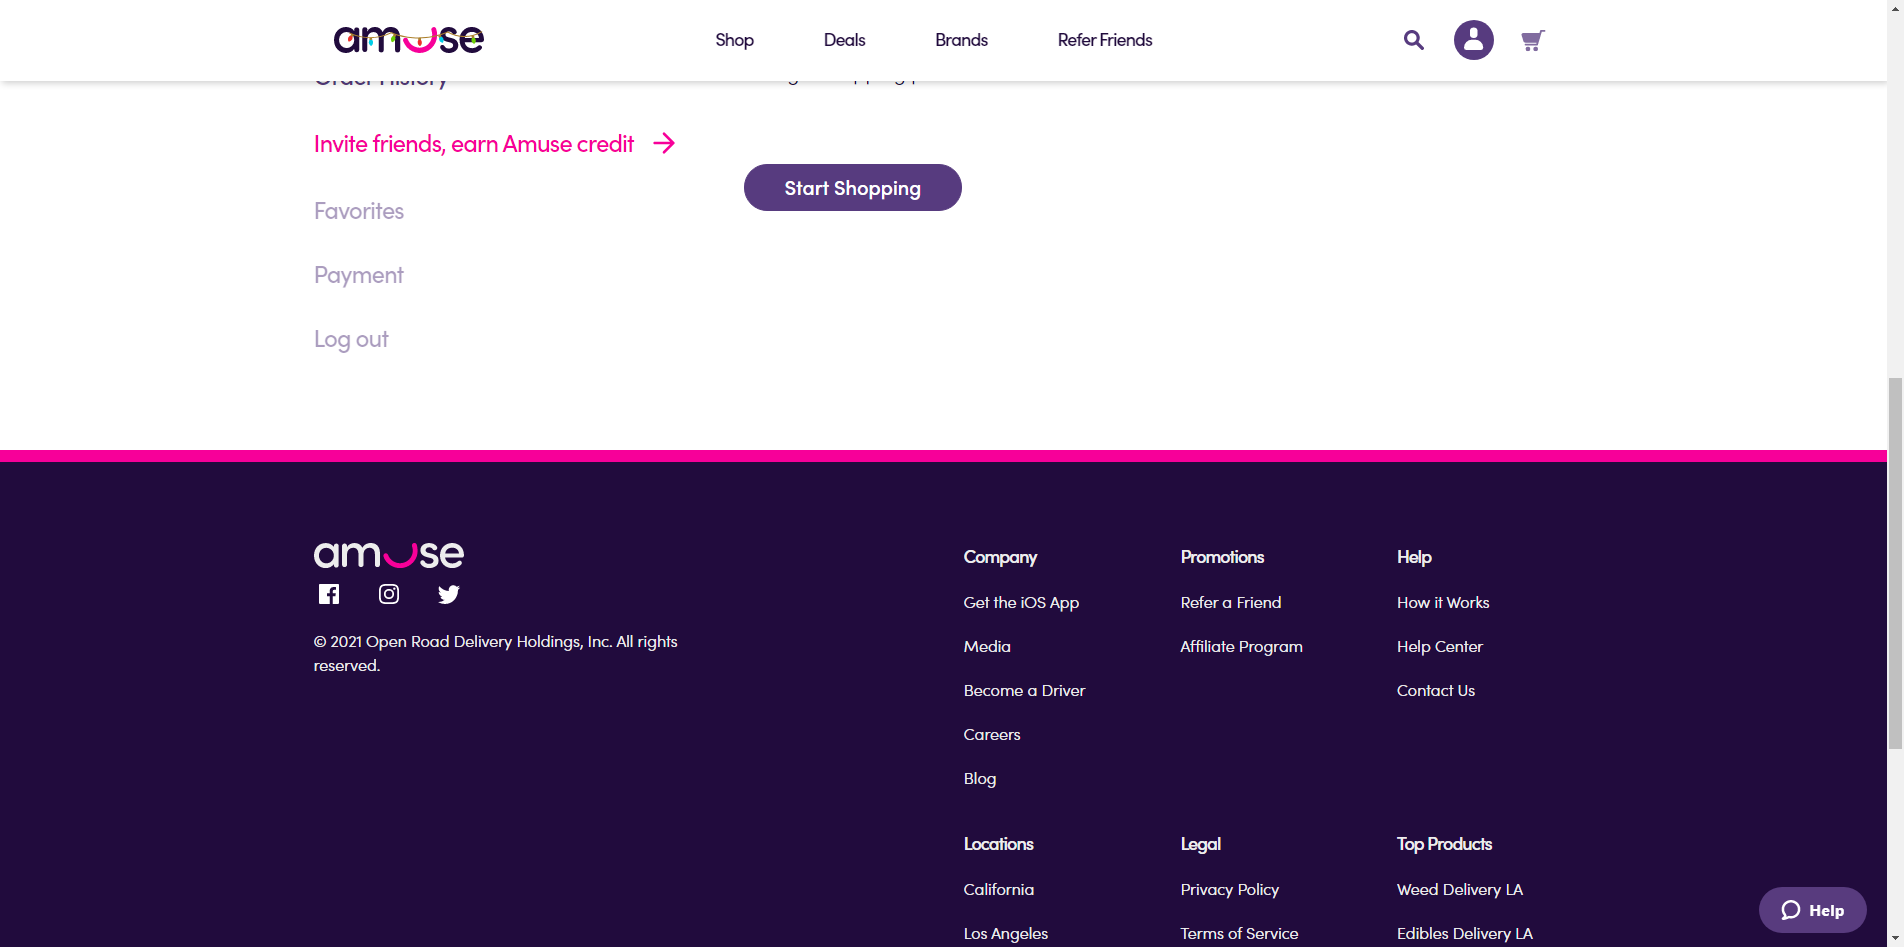 amuse
Shop
Deals
Brands
Refer Friends
Order History
Invite friends, earn Amuse credit
Start Shopping
Favorites
Payment
Log out
amuse
© 2021 Open Road Delivery Holdings, Inc. All rights
reserved.
Company
Get the iOS App
Media
Become a Driver
Careers
Blog
Promotions
Refer a Friend
Affiliate Program
Help
How it Works
Help Center
Contact Us
Locations
California
Los Angeles
Legal
Privacy Policy
Terms of Service
Top Products
Weed Delivery LA
Edibles Delivery LA
Help